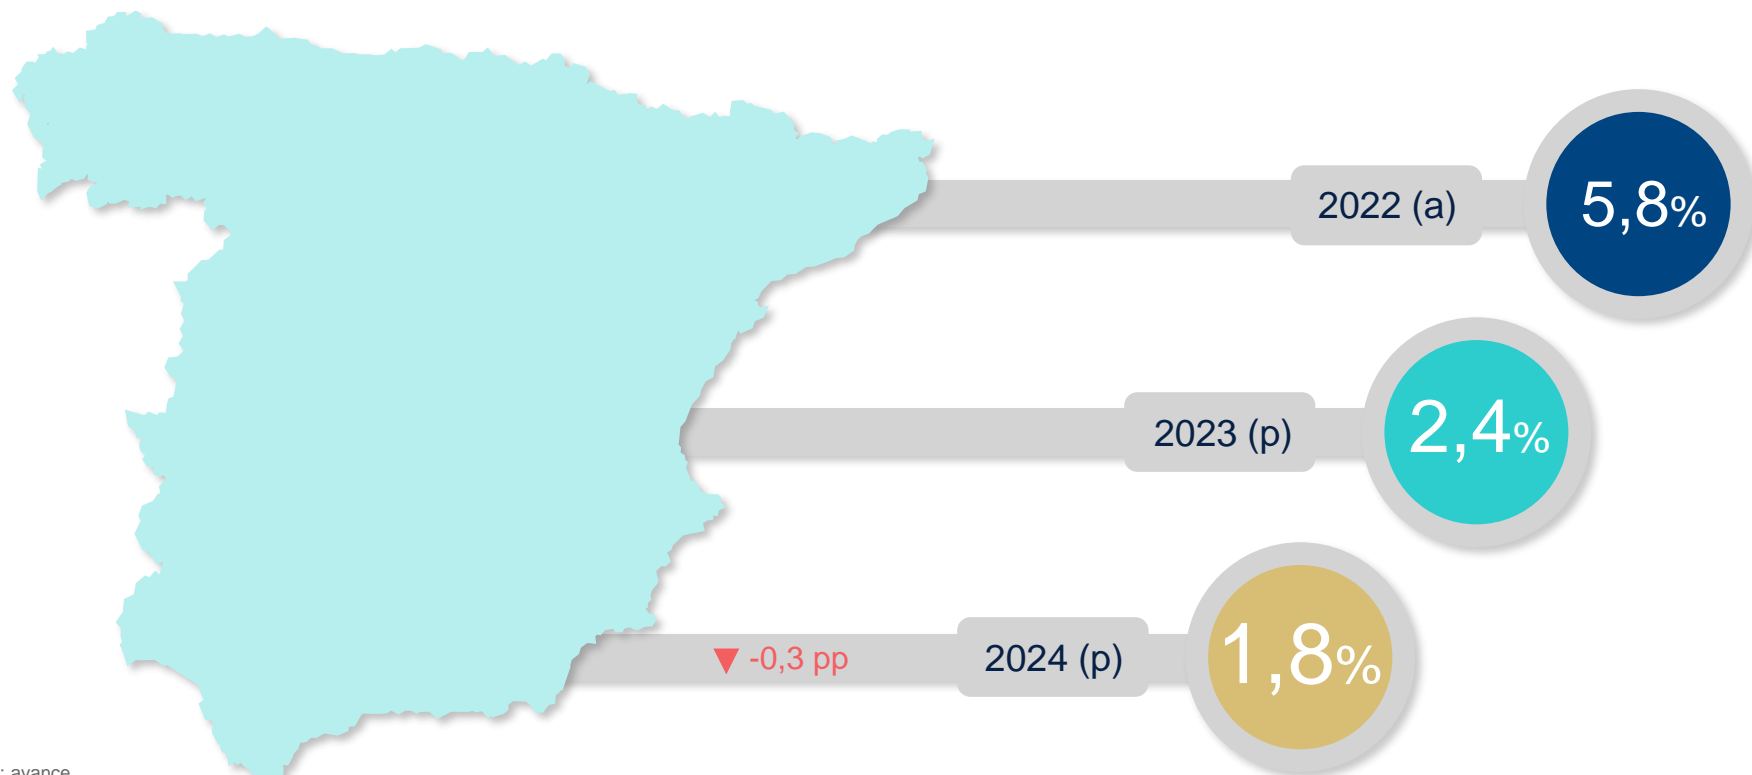 2022 (a)
5,8%
2023 (p)
2,4%
▼ -0,3 pp
2024 (p)
1,8%
: avance